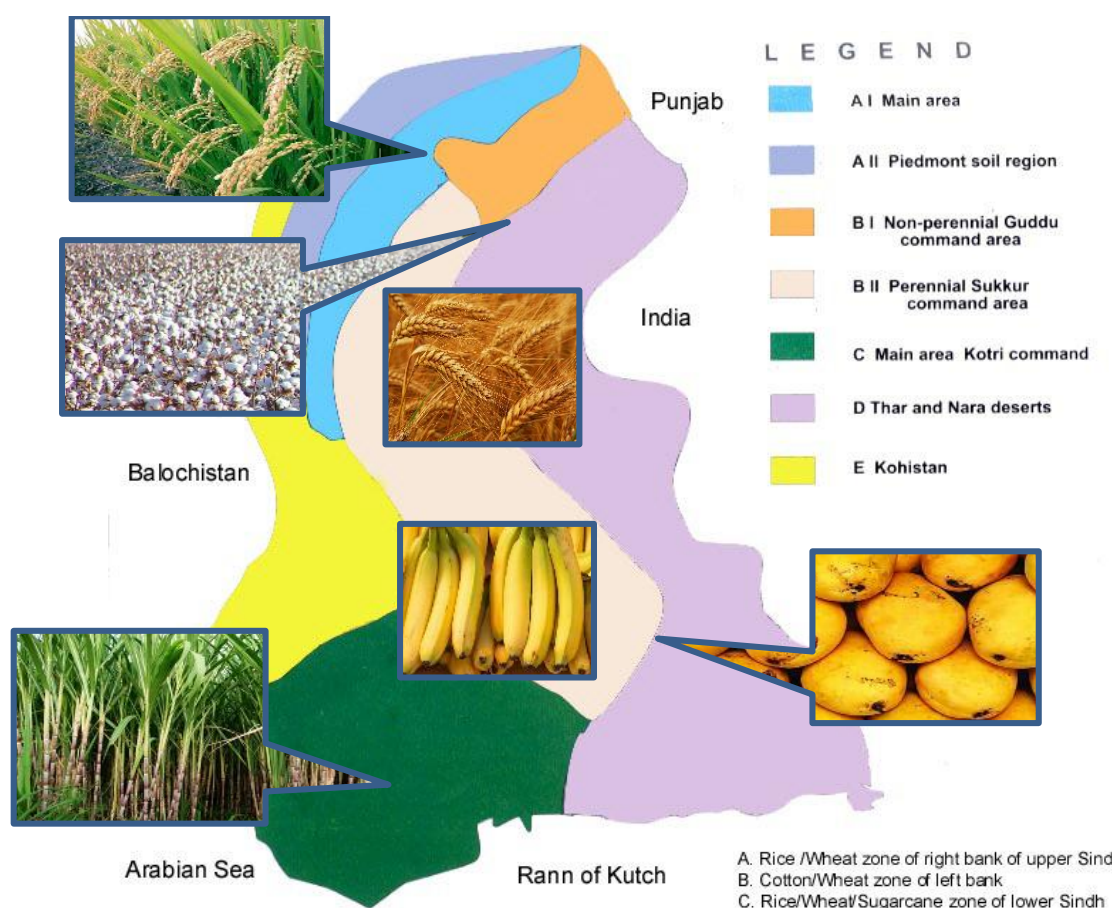 L E G E N D
A I Main area
A II Piedmont soil region
B I Non-perennial Guddu
command area
B II Perennial Sukkur
command area
C Main area Kotri command
D Thar and Nara deserts
E Kohistan
Punjab
India
Balochistan
Arabian Sea
Rann of Kutch
A. Rice /Wheat zone of right bank of upper Sind
B. Cotton/Wheat zone of left bank
C. Rice/Wheat/Sugarcane zone of lower Sindh